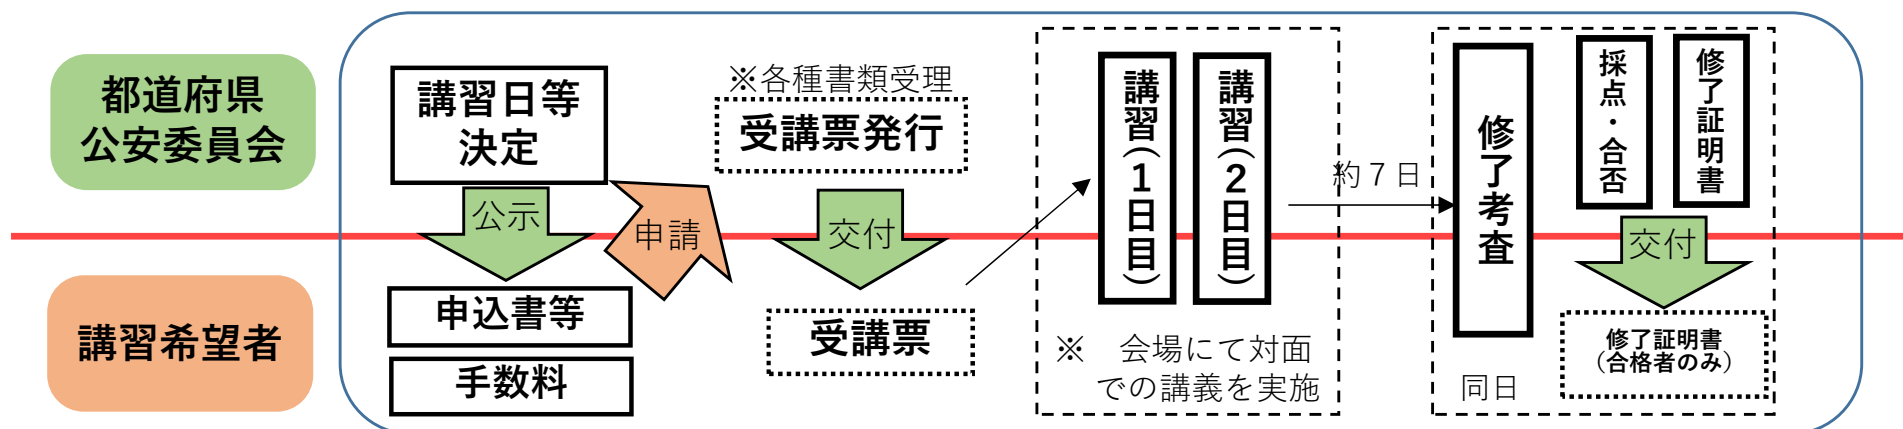 都道府県
公安委員会
講習希望者
講習日等
決定
公示
申請
申込書等
手数料
※各種書類受理
受講票発行
交付
受講票
講習(1日目)
講習(2日目)
※　会場にて対面
での講義を実施
約7日
修了考査
採点・合否
修了証明書
交付
修了証明書
(合格者のみ)
同日